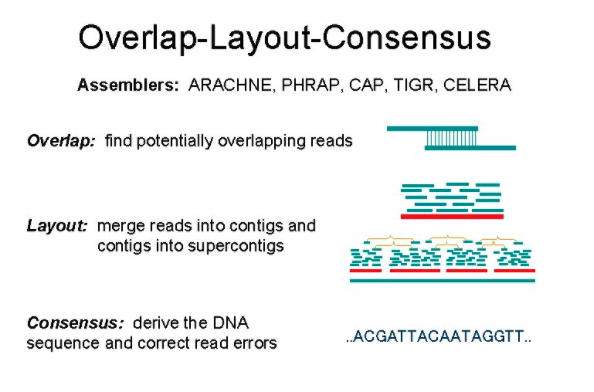 Overlap-Layout-Consensus
Assemblers: ARACHNE, PHRAP, CAP, TIGR, CELERA
Overlap: find potentially overlapping reads
Layout: merge reads into contigs and
contigs into supercontigs
Consensus: derive the DNA
sequence and correct read errors
..ACGATTACAATAGGTT..